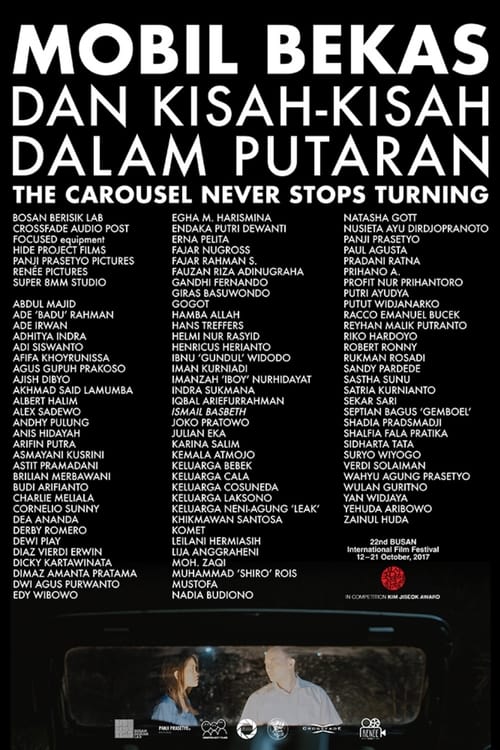 MOBIL BEKAS
DAN KISAH-KISAH
DALAM PUTARAN
THE CAROUSEL NEVER STOPS TURNING
BOSAN BERISIK LAB
CROSSFADE AUDIO POST
FOCUSED equipment
HIDE PROJECT FILMS
PANJI PRASETYO PICTURES
RENÉE PICTURES
SUPER 8MM STUDIO
ABDUL MAJID
ADE 'BADU' RAHMAN
ADE IRWAN
ADHITYA INDRA
ADI SISWANTO
AFIFA KHOYRUNISSA
AGUS GUPUH PRAKOSO
AJISH DIBYO
AKHMAD SAID LAMUMBA
ALBERT HALIM
ALEX SADEWO
ANDHY PULUNG
ANIS HIDAYAH
ARIFIN PUTRA
ASMAYANI KUSRINI
ASTIT PRAMADANI
BRILIAN MERBAWANI
BUDI ARIFIANTO
CHARLIE MELIALA
CORNELIO SUNNY
DEA ANANDA
DERBY ROMERO
DEWI PIAY
DIAZ VIERDI ERWIN
DICKY KARTAWINATA
DIMAZ AMANTA PRATAMA
DWI AGUS PURWANTO
EDY WIBOWO
EGHA M. HARISMINA
ENDAKA PUTRI DEWANTI
ERNA PELITA
FAJAR NUGROSS
FAJAR RAHMAN S.
FAUZAN RIZA ADINUGRAHA
GANDHI FERNANDO
GIRAS BASUWONDO
GOGOT
HAMBA ALLAH
HANS TREFFERS
HELMI NUR RASYID
HENRICUS HERIANTO
IBNU 'GUNDUL' WIDODO
IMAN KURNIADI
IMANZAH 'IBOY' NURHIDAYAT
INDRA SUKMANA
IQBAL ARIEFURRAHMAN
ISMAIL BASBETH
JOKO PRATOWO
JULIAN EKA
KARINA SALIM
KEMALA ATMOJO
KELUARGA BEBEK
KELUARGA CALA
KELUARGA COSUNEDA
KELUARGA LAKSONO
KELUARGA NENI-AGUNG 'LEAK'
KHIKMAWAN SANTOSA
KOMET
LEILANI HERMIASIH
LIJA ANGGRAHENI
MOH. ZAQI
MUHAMMAD 'SHIRO' ROIS
MUSTOFA
NADIA BUDIONO
NATASHA GOTT
NUSIETA AYU DIRDJOPRANOTO
PANJI PRASETYO
PAUL AGUSTA
PRADANI RATNA
PRIHANO A.
PROFIT NUR PRIHANTORO
PUTRI AYUDYA
PUTUT WIDJANARKO
RACCO EMANUEL BUCEK
REYHAN MALIK PUTRANTO
RIKO HARDOYO
ROBERT RONNY
RUKMAN ROSADI
SANDY PARDEDE
SASTHA SUNU
SATRIA KURNIANTO
SEKAR SARI
SEPTIAN BAGUS 'GEMBOEL'
SHADIA PRADSMADJI
SHALFIA FALA PRATIKA
SIDHARTA TATA
SURYO WIYOGO
VERDI SOLAIMAN
WAHYU AGUNG PRASETYO
WULAN GURITNO
YAN WIDJAYA
YEHUDA ARIBOWO
ZAINUL HUDA
22nd BUSAN
International Film Festival
12–21 October, 2017
IN COMPETITION KIM JISEOK AWARD